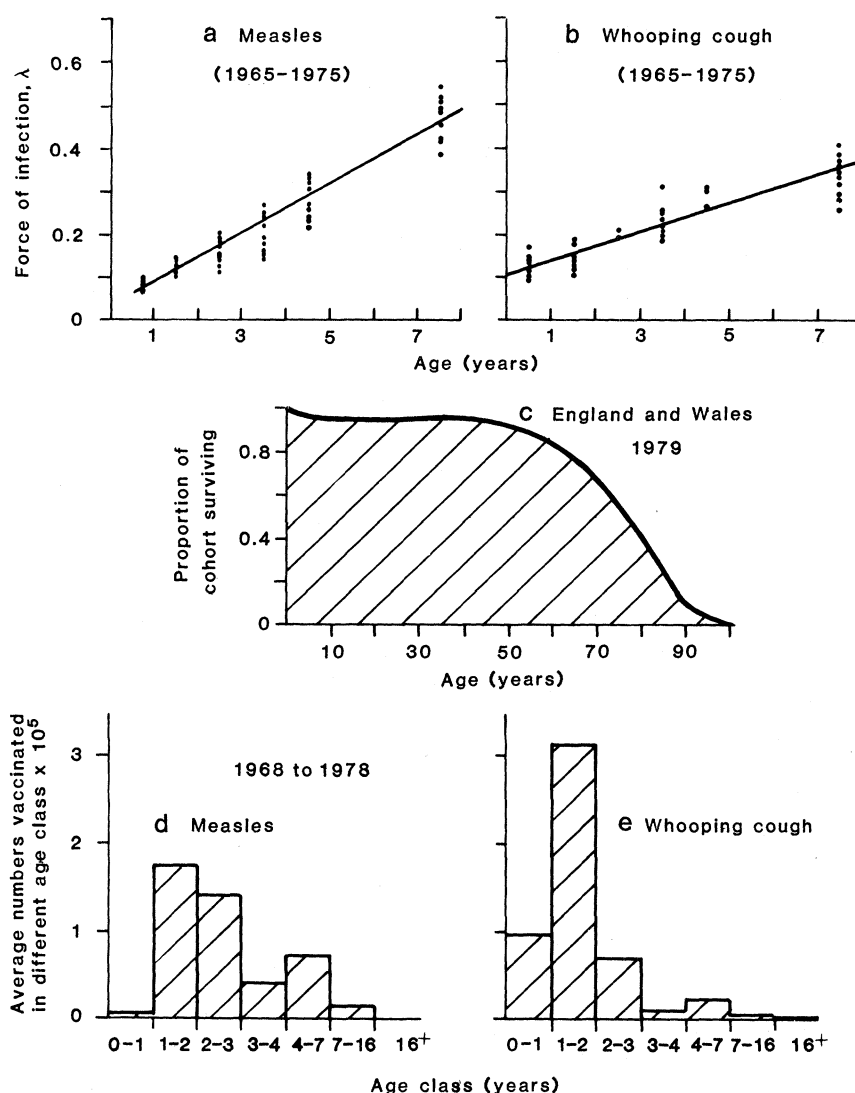 a Measles
(1965-1975)
Force of infection, λ
0.6
0.4
0.2
0
1 3 5 7
b Whooping cough
(1965-1975)
1 3 5 7
Age (years)
c England and Wales
1979
Proportion of
cohort surviving
0.8
0.4
0
10 30 50 70 90
Age (years)
Average numbers vaccinated
in different age class x 10⁵
3
2
1
0
1968 to 1978
d Measles
0-1 1-2 2-3 3-4 4-7 7-16 16+
e Whooping cough
0-1 1-2 2-3 3-4 4-7 7-16 16+
Age class (years)